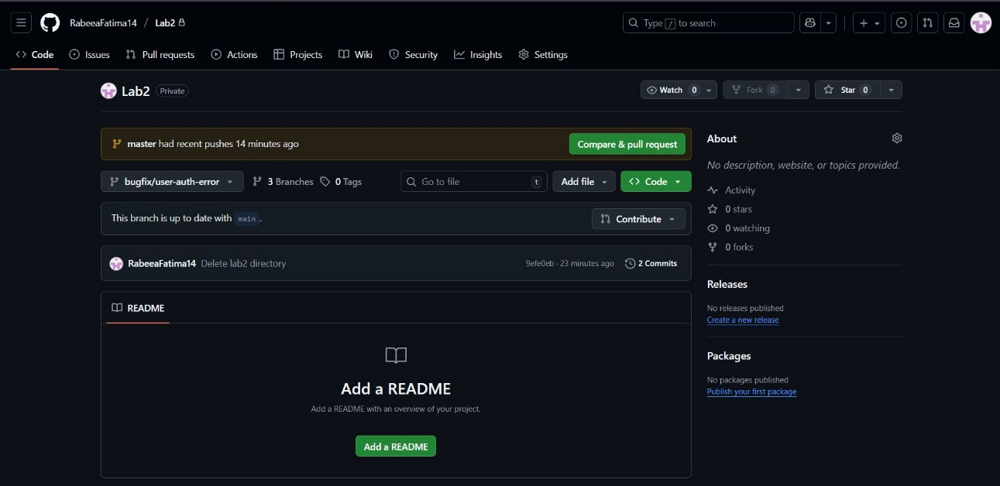 RabeeaFatima14 / Lab2
Type / to search
Code
Issues
Pull requests
Actions
Projects
Wiki
Security
Insights
Settings
Lab2 Private
Watch 0
Fork 0
Star 0
master had recent pushes 14 minutes ago
Compare & pull request
bugfix/user-auth-error
3 Branches
0 Tags
Go to file t
Add file
Code
This branch is up to date with main .
Contribute
RabeeaFatima14 Delete lab2 directory
9efe0eb · 23 minutes ago
2 Commits
README
Add a README
Add a README with an overview of your project.
Add a README
About
No description, website, or topics provided.
Activity
0 stars
0 watching
0 forks
Releases
No releases published
Create a new release
Packages
No packages published
Publish your first package